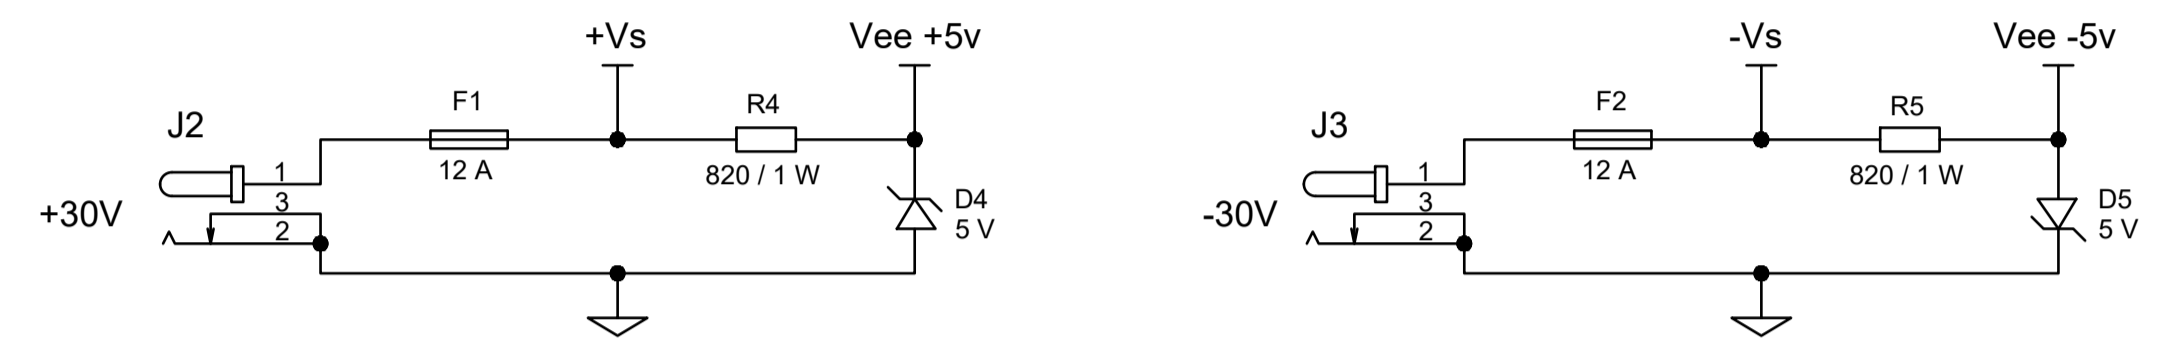 +Vs
Vee +5v
F1
R4
J2
12 A
820 / 1 W
1
3
2
+30V
D4
5 V
-Vs
Vee -5v
F2
R5
J3
12 A
820 / 1 W
1
3
2
-30V
D5
5 V